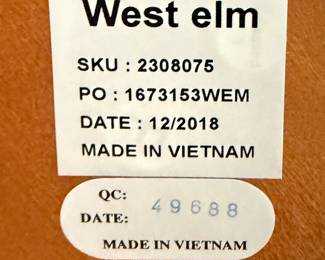 West elm
SKU : 2308075
PO : 1673153WEM
DATE : 12/2018
MADE IN VIETNAM
QC:
DATE: 49688
MADE IN VIETNAM